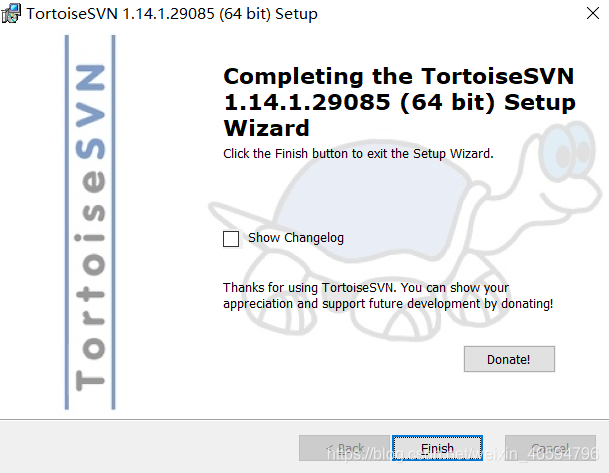 TortoiseSVN 1.14.1.29085 (64 bit) Setup
TortoiseSVN
Completing the TortoiseSVN
1.14.1.29085 (64 bit) Setup
Wizard
Click the Finish button to exit the Setup Wizard.
Show Changelog
Thanks for using TortoiseSVN. You can show your
appreciation and support future development by donating!
Donate!
< Back
Finish
Cancel
https://blog.csdn.net/weixin_46594796